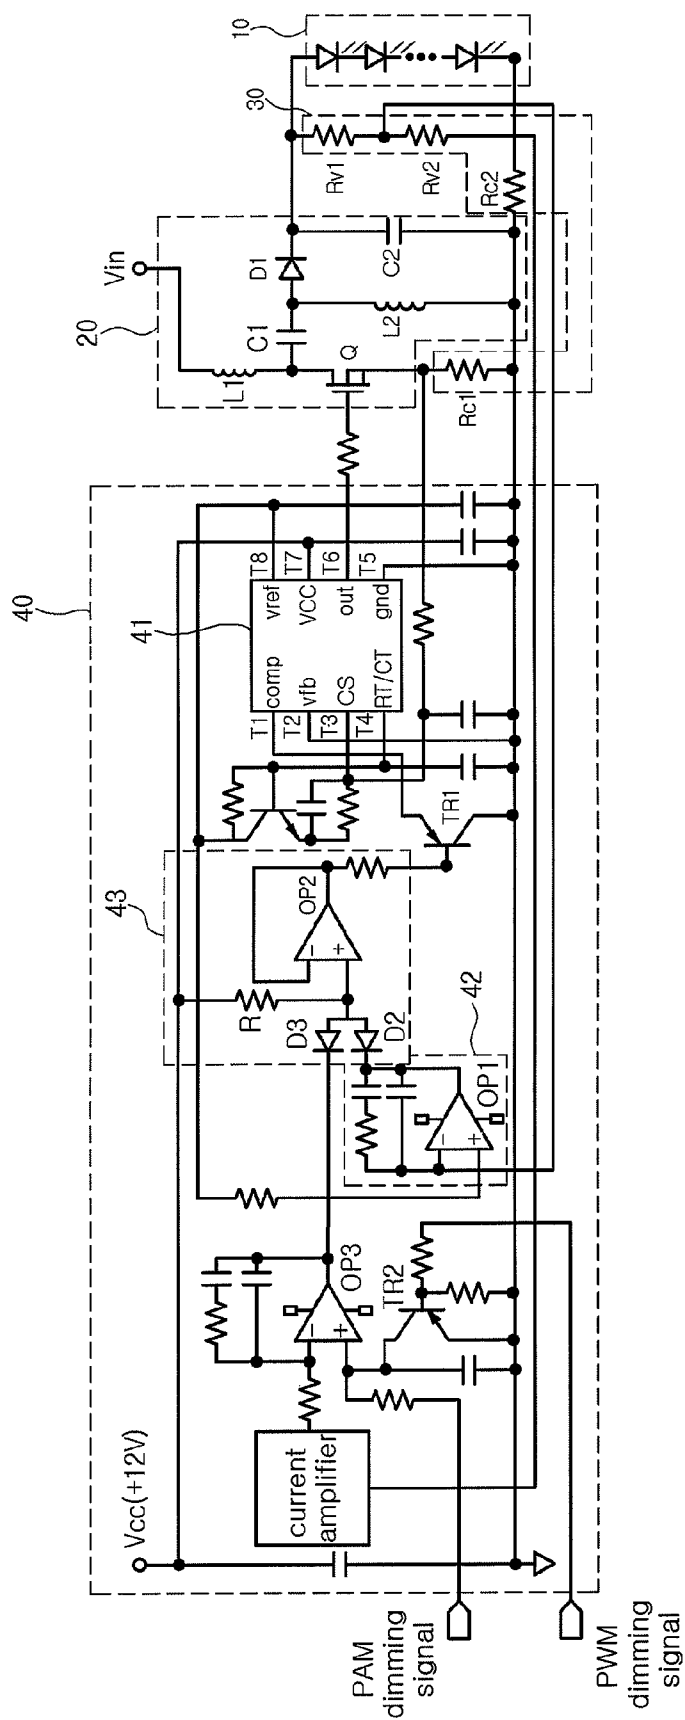 10
30
Rv1
Rv2
Rc2
Vin
20
D1
C2
C1
L2
L1
Q
Rc1
40
41
T8
T7
T6
T5
vref
VCC
out
gnd
comp
vfb
CS
RT/CT
T1
T2
T3
T4
TR1
43
OP2
-
+
R
D3
D2
42
OP1
-
+
OP3
-
+
TR2
Vcc(+12V)
current
amplifier
PAM
dimming
signal
PWM
dimming
signal